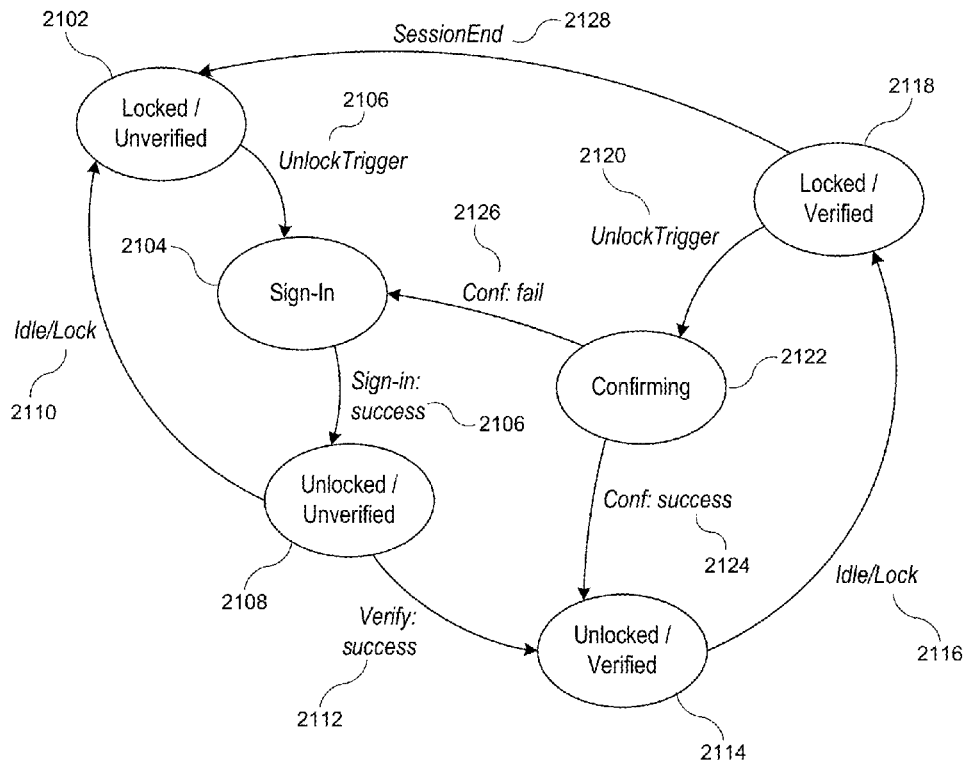 2102
SessionEnd
2128
Locked /
Unverified
2106
UnlockTrigger
2118
Locked /
Verified
2120
UnlockTrigger
2126
Conf: fail
2104
Sign-In
Idle/Lock
2110
Confirming
2122
Sign-in:
success
2106
Unlocked /
Unverified
2108
Conf: success
2124
Idle/Lock
2116
Verify:
success
2112
Unlocked /
Verified
2114